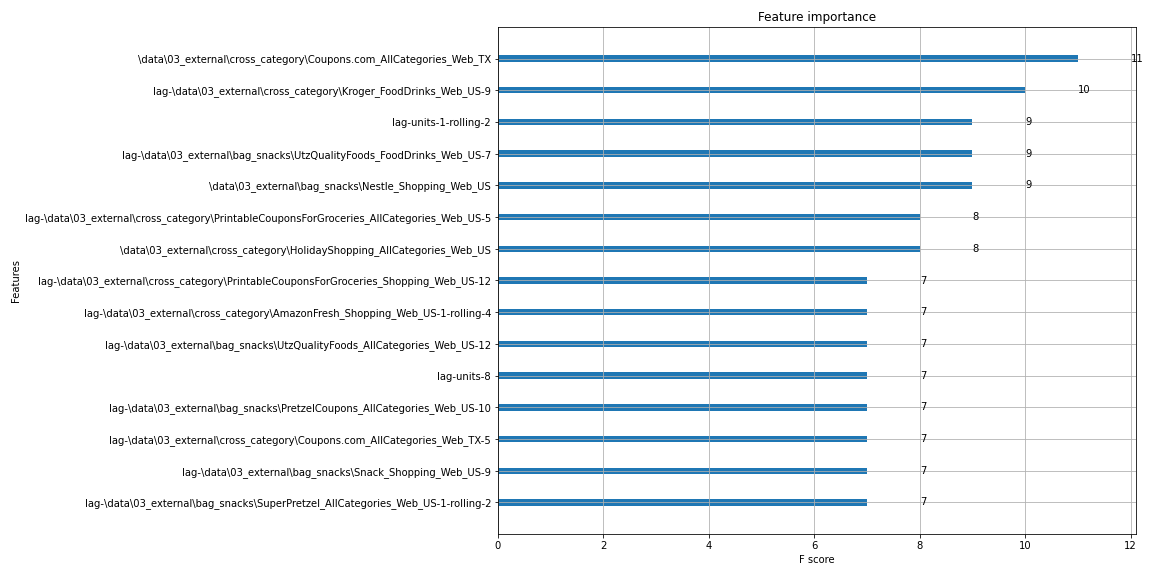 Feature importance
\data\03_external\cross_category\Coupons.com_AllCategories_Web_TX 11
lag-\data\03_external\cross_category\Kroger_FoodDrinks_Web_US-9 10
lag-units-1-rolling-2 9
lag-\data\03_external\bag_snacks\UtzQualityFoods_FoodDrinks_Web_US-7 9
\data\03_external\bag_snacks\Nestle_Shopping_Web_US 9
lag-\data\03_external\cross_category\PrintableCouponsForGroceries_AllCategories_Web_US-5 8
\data\03_external\cross_category\HolidayShopping_AllCategories_Web_US 8
lag-\data\03_external\cross_category\PrintableCouponsForGroceries_Shopping_Web_US-12 7
lag-\data\03_external\cross_category\AmazonFresh_Shopping_Web_US-1-rolling-4 7
lag-\data\03_external\bag_snacks\UtzQualityFoods_AllCategories_Web_US-12 7
lag-units-8 7
lag-\data\03_external\bag_snacks\PretzelCoupons_AllCategories_Web_US-10 7
lag-\data\03_external\cross_category\Coupons.com_AllCategories_Web_TX-5 7
lag-\data\03_external\bag_snacks\Snack_Shopping_Web_US-9 7
lag-\data\03_external\bag_snacks\SuperPretzel_AllCategories_Web_US-1-rolling-2 7
Features
0 2 4 6 8 10 12
F score